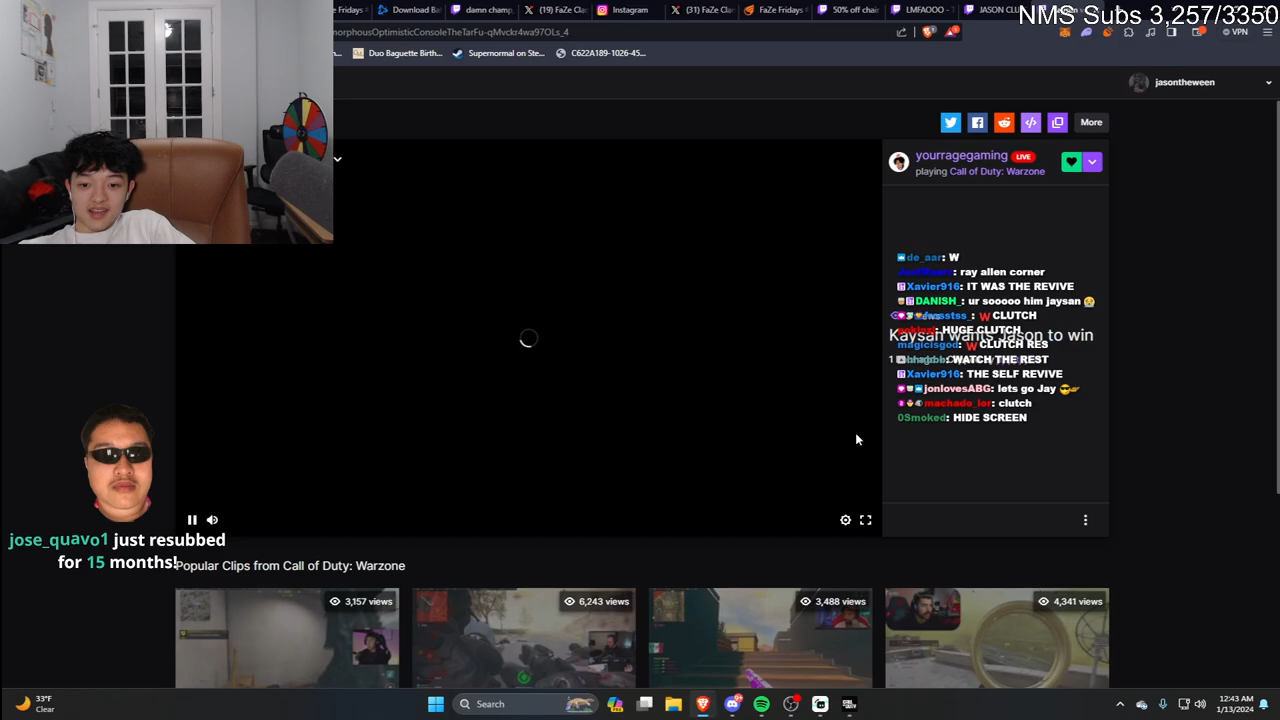 e Fridays
Download Bat
damn champ
(19) FaZe Cla
Instagram
(31) FaZe Cl
FaZe Fridays
50% off chair
LMFAOOO
JASON CLU
NMS Subs 3,257/3350
morphousOptimisticConsoleTheTarFu-qMvckr4wa97OLs_4
VPN
Duo Baguette Birth...
Supernormal on Ste...
C622A189-1026-45...
jasontheween
More
yourragegaming LIVE
playing Call of Duty: Warzone
de_aar: W
: ray allen corner
Xavier916: IT WAS THE REVIVE
DANISH_: ur sooooo him jaysan 😭
: W CLUTCH
: HUGE CLUTCH
Kaysan wants Jason to win
magicisgod: W CLUTCH RES
: WATCH THE REST
Xavier916: THE SELF REVIVE
jonlovesABG: lets go Jay
machado_lor: clutch
0Smoked: HIDE SCREEN
jose_quavo1 just resubbed
for 15 months!
Popular Clips from Call of Duty: Warzone
3,157 views
6,243 views
3,488 views
4,341 views
33°F
Clear
Search
12:43 AM
1/13/2024